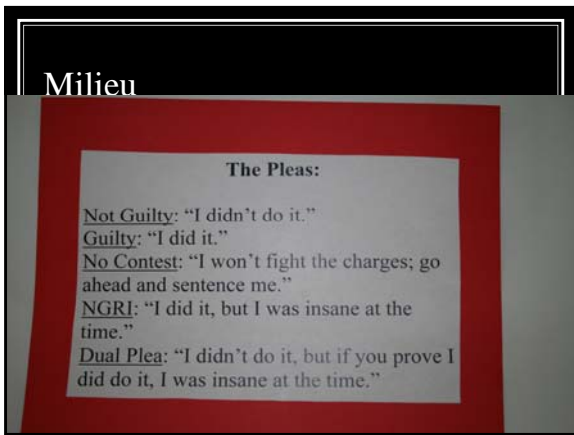 Milieu
The Pleas:
Not Guilty: “I didn’t do it.”
Guilty: “I did it.”
No Contest: “I won’t fight the charges; go
ahead and sentence me.”
NGRI: “I did it, but I was insane at the
time.”
Dual Plea: “I didn’t do it, but if you prove I
did do it, I was insane at the time.”